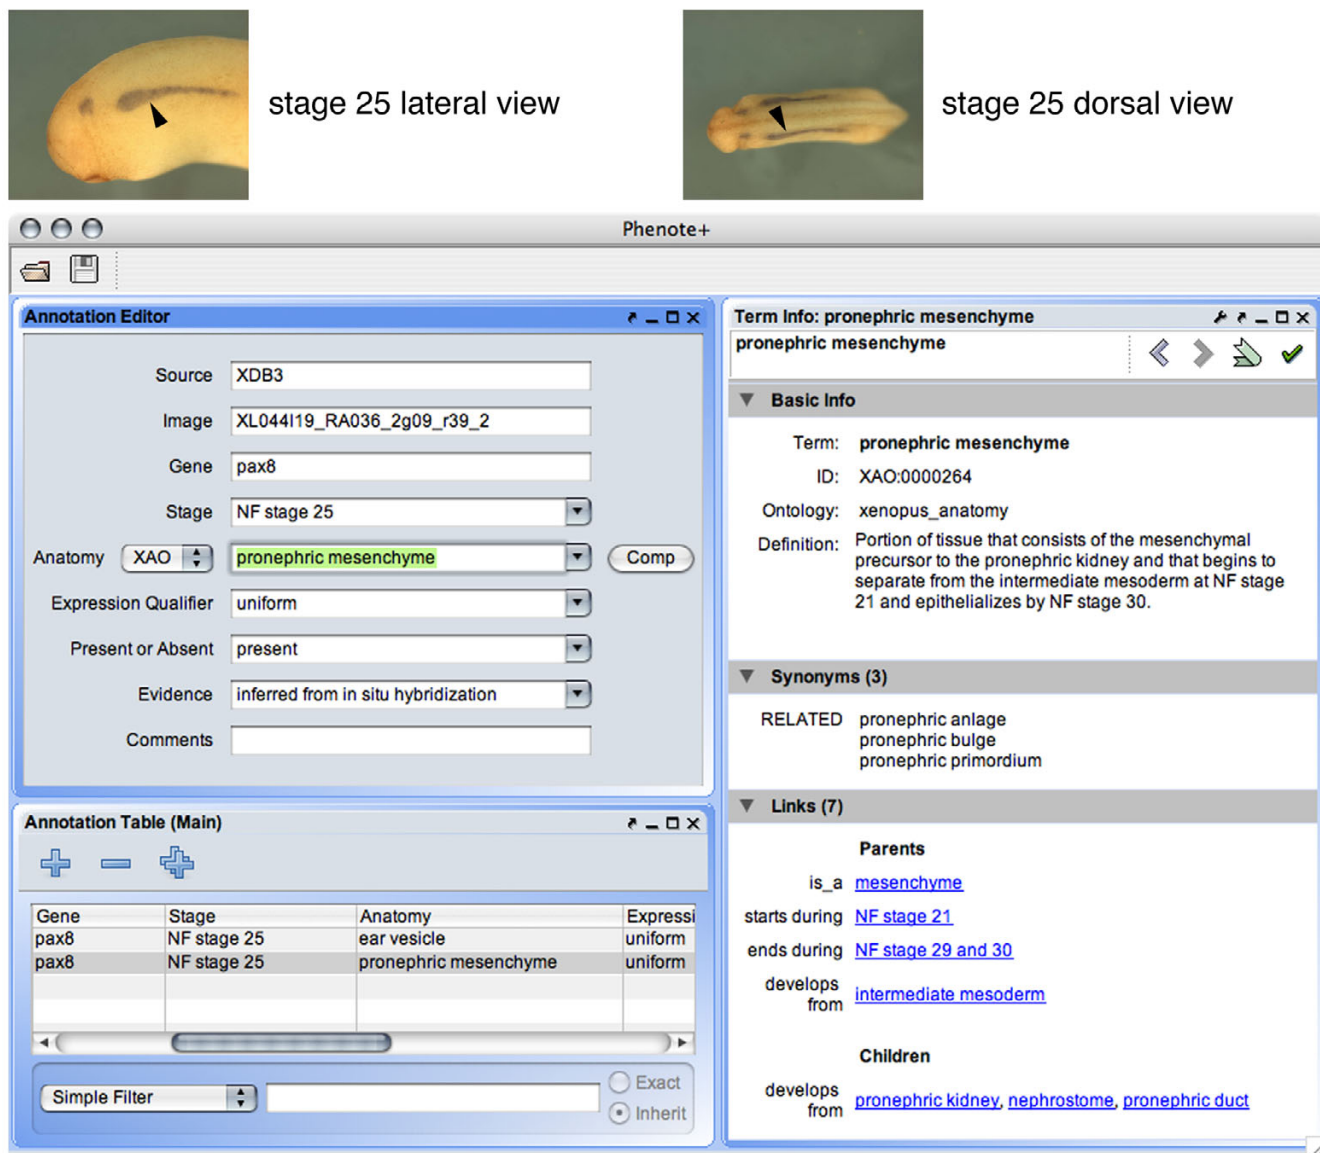 stage 25 lateral view
stage 25 dorsal view
Phenote+
Annotation Editor
Source XDB3
Image XL044I19_RA036_2g09_r39_2
Gene pax8
Stage NF stage 25
Anatomy XAO pronephric mesenchyme Comp
Expression Qualifier uniform
Present or Absent present
Evidence inferred from in situ hybridization
Comments
Annotation Table (Main)
Gene Stage Anatomy Expressi
pax8 NF stage 25 ear vesicle uniform
pax8 NF stage 25 pronephric mesenchyme uniform
Simple Filter
Exact
Inherit
Term Info: pronephric mesenchyme
pronephric mesenchyme
Basic Info
Term: pronephric mesenchyme
ID: XAO:0000264
Ontology: xenopus_anatomy
Definition: Portion of tissue that consists of the mesenchymal
precursor to the pronephric kidney and that begins to
separate from the intermediate mesoderm at NF stage
21 and epithelializes by NF stage 30.
Synonyms (3)
RELATED pronephric anlage
pronephric bulge
pronephric primordium
Links (7)
Parents
is_a mesenchyme
starts during NF stage 21
ends during NF stage 29 and 30
develops
from intermediate mesoderm
Children
develops
from pronephric kidney, nephrostome, pronephric duct